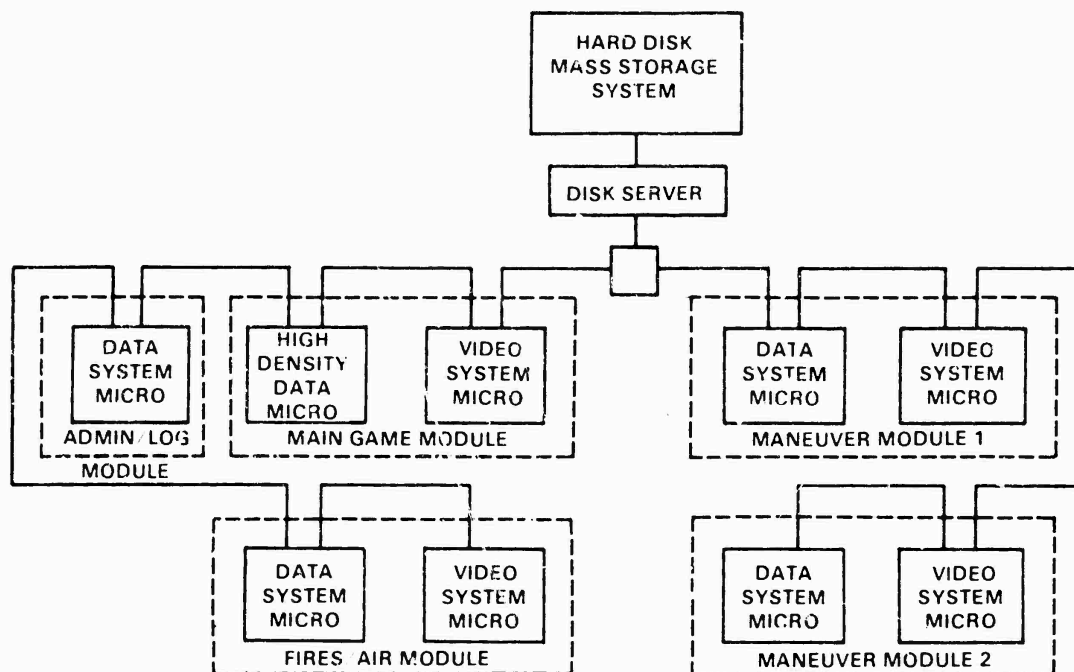 HARD DISK
MASS STORAGE
SYSTEM
DISK SERVER
DATA
SYSTEM
MICRO
ADMIN/LOG
MODULE
HIGH
DENSITY
DATA
MICRO
VIDEO
SYSTEM
MICRO
MAIN GAME MODULE
DATA
SYSTEM
MICRO
VIDEO
SYSTEM
MICRO
MANEUVER MODULE 1
DATA
SYSTEM
MICRO
VIDEO
SYSTEM
MICRO
FIRES/AIR MODULE
DATA
SYSTEM
MICRO
VIDEO
SYSTEM
MICRO
MANEUVER MODULE 2